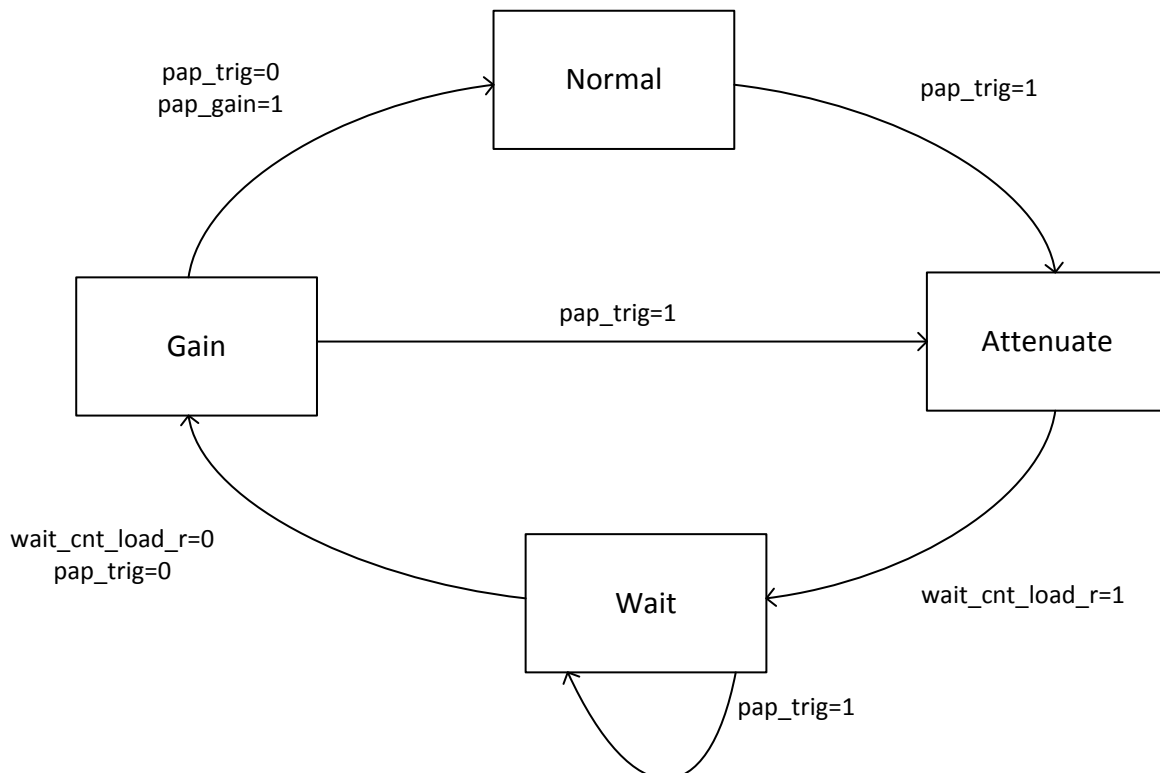 Normal
pap_trig=0
pap_gain=1
pap_trig=1
pap_trig=1
Gain
Attenuate
wait_cnt_load_r=0
pap_trig=0
Wait
wait_cnt_load_r=1
pap_trig=1